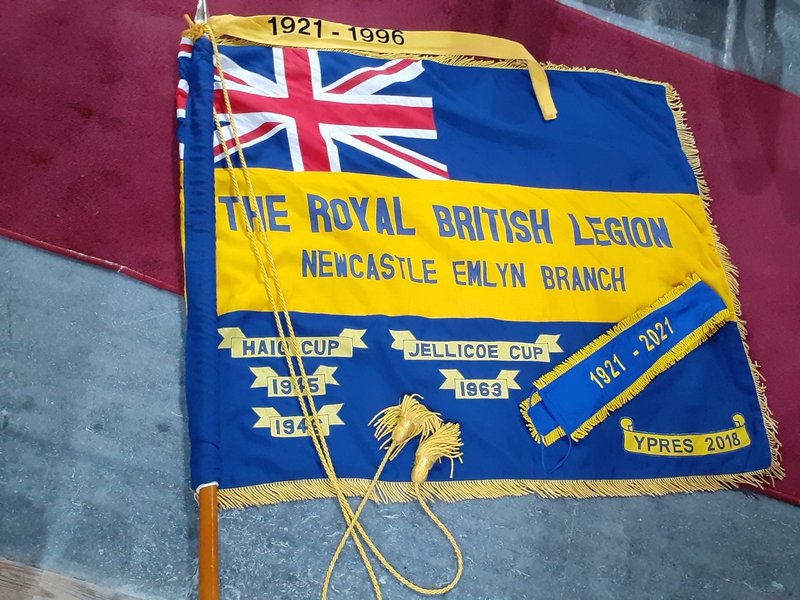 1921 - 1996
THE ROYAL BRITISH LEGION
NEWCASTLE EMLYN BRANCH
HAIG CUP
JELLICOE CUP
1921 - 2021
1963
YPRES 2018